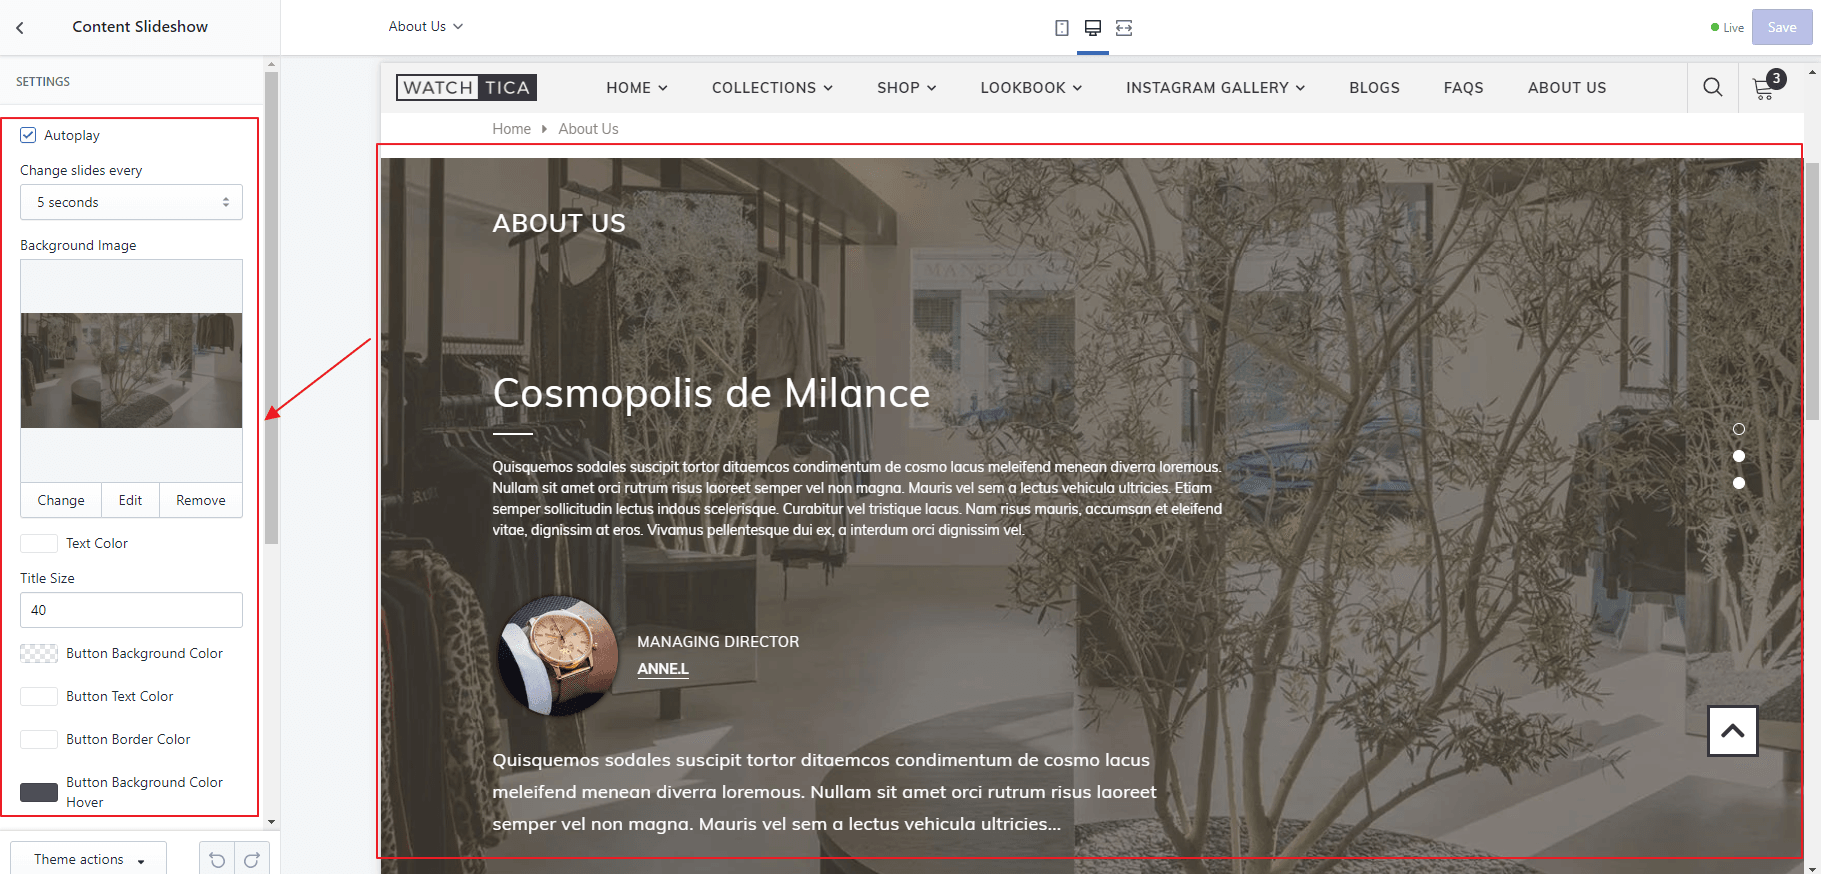 Content Slideshow
About Us
Live
Save
SETTINGS
Autoplay
Change slides every
5 seconds
Background Image
Change Edit Remove
Text Color
Title Size
40
Button Background Color
Button Text Color
Button Border Color
Button Background Color
Hover
Theme actions
WATCH TICA
HOME COLLECTIONS SHOP LOOKBOOK INSTAGRAM GALLERY BLOGS FAQS ABOUT US
3
Home About Us
ABOUT US
Cosmopolis de Milance
Quisquemos sodales suscipit tortor ditaemcos condimentum de cosmo lacus meleifend menean diverra loremous.
Nullam sit amet orci rutrum risus laoreet semper vel non magna. Mauris vel sem a lectus vehicula ultricies. Etiam
semper sollicitudin lectus indous scelerisque. Curabitur vel tristique lacus. Nam risus mauris, accumsan et eleifend
vitae, dignissim at eros. Vivamus pellentesque dui ex, a interdum orci dignissim vel.
MANAGING DIRECTOR
ANNE.L
Quisquemos sodales suscipit tortor ditaemcos condimentum de cosmo lacus
meleifend menean diverra loremous. Nullam sit amet orci rutrum risus laoreet
semper vel non magna. Mauris vel sem a lectus vehicula ultricies...